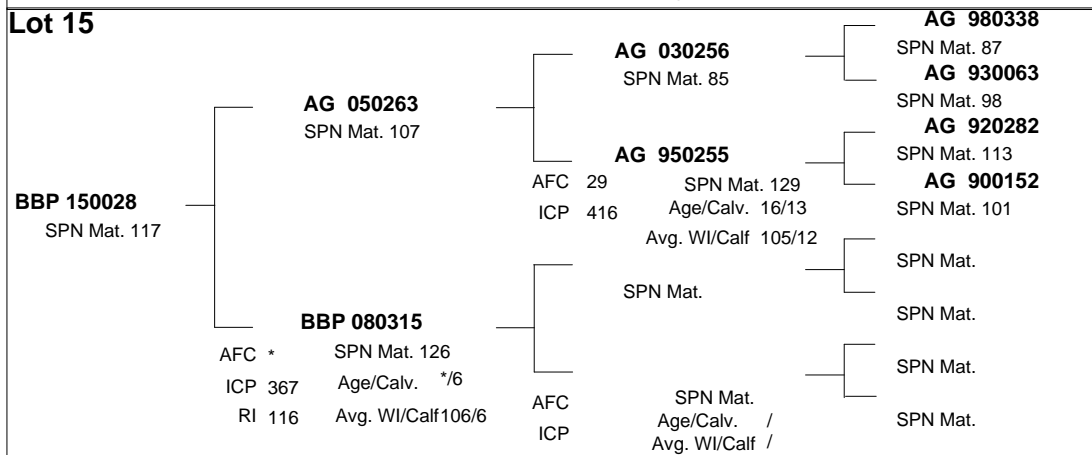 Lot 15
AG 980338
SPN Mat. 87
AG 030256
SPN Mat. 85
AG 930063
SPN Mat. 98
AG 050263
SPN Mat. 107
AG 920282
SPN Mat. 113
AG 950255
AFC 29 SPN Mat. 129
ICP 416 Age/Calv. 16/13
Avg. WI/Calf 105/12
AG 900152
SPN Mat. 101
BBP 150028
SPN Mat. 117
SPN Mat.
SPN Mat.
SPN Mat.
BBP 080315
AFC * SPN Mat. 126
ICP 367 Age/Calv. */6
RI 116 Avg. WI/Calf 106/6
SPN Mat.
AFC SPN Mat.
ICP Age/Calv. /
Avg. WI/Calf /
SPN Mat.